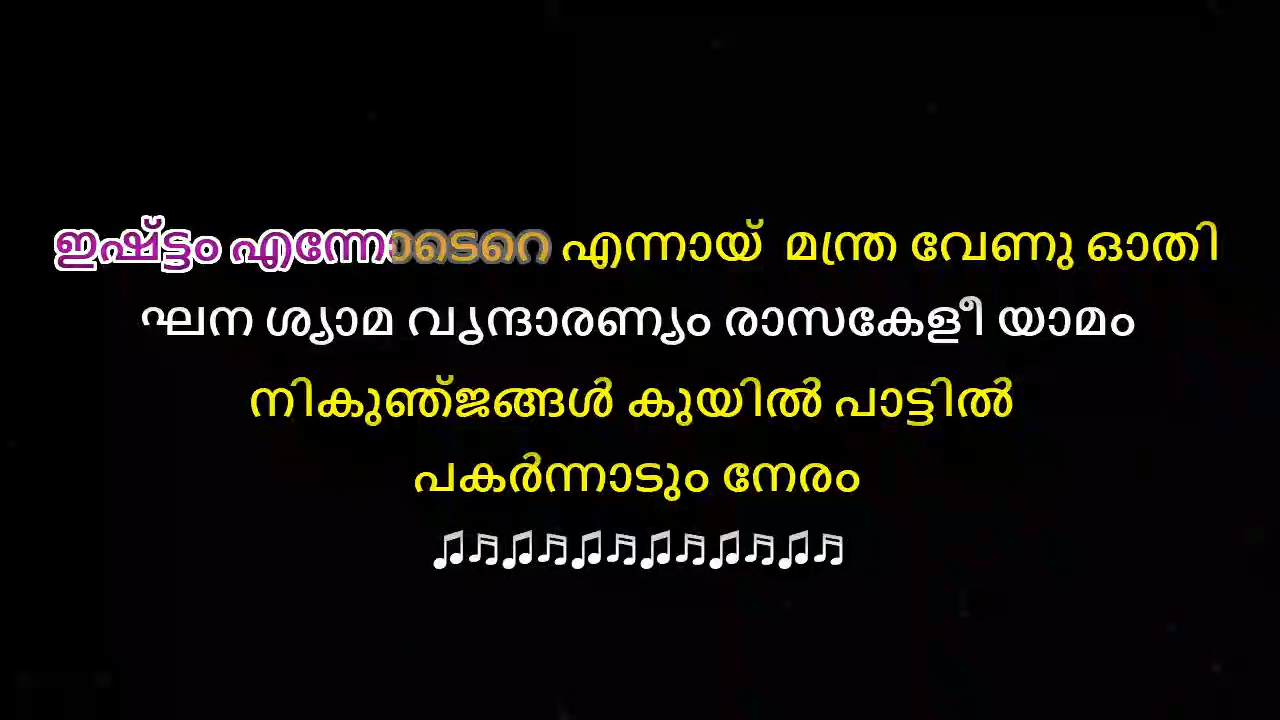 ഇഷ്ട്ടം എന്നോടെറെ എന്നായ് മന്ത്ര വേണു ഓതി
ഘന ശ്യാമ വൃന്ദാരണ്യം രാസകേളീ യാമം
നികുഞ്ജങ്ങൾ കുയിൽ പാട്ടിൽ
പകർന്നാടും നേരം
♫♬♫♬♫♬♫♬♫♬♫♬